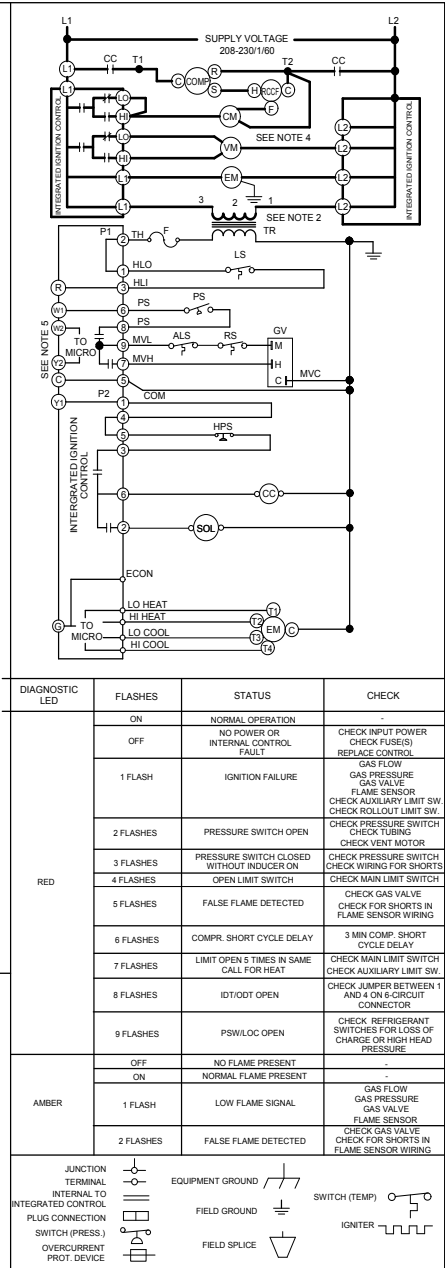 L1
L2
SUPPLY VOLTAGE
208-230/1/60
CC
T1
T2
CC
L1
C
COMP
R
S
H
RCCF
C
F
L2
INTEGRATED IGNITION CONTROL
LO
HI
CM
SEE NOTE 4
LO
HI
VM
L2
L2
L1
EM
L2
L1
3
2
1
L2
INTEGRATED IGNITION CONTROL
SEE NOTE 2
TR
P1
2
TH
F
LS
1
HLO
R
3
HLI
PS
W1
6
PS
W2
8
PS
GV
TO
MICRO
9
MVL
ALS
RS
M
Y2
7
MVH
H
C
5
C
MVC
SEE NOTE 5
COM
Y1
P2
1
4
5
HPS
3
INTERGRATED IGNITION
CONTROL
6
CC
2
SOL
ECON
LO HEAT
T1
G
TO
MICRO
HI HEAT
T2
EM
C
LO COOL
T3
HI COOL
T4
DIAGNOSTIC
LED
FLASHES
STATUS
CHECK
RED
ON
NORMAL OPERATION
-
OFF
NO POWER OR
INTERNAL CONTROL
FAULT
CHECK INPUT POWER
CHECK FUSE(S)
REPLACE CONTROL
1 FLASH
IGNITION FAILURE
GAS FLOW
GAS PRESSURE
GAS VALVE
FLAME SENSOR
CHECK AUXILIARY LIMIT SW.
CHECK ROLLOUT LIMIT SW.
2 FLASHES
PRESSURE SWITCH OPEN
CHECK PRESSURE SWITCH
CHECK TUBING
CHECK VENT MOTOR
3 FLASHES
PRESSURE SWITCH CLOSED
WITHOUT INDUCER ON
CHECK PRESSURE SWITCH
CHECK WIRING FOR SHORTS
4 FLASHES
OPEN LIMIT SWITCH
CHECK MAIN LIMIT SWITCH
5 FLASHES
FALSE FLAME DETECTED
CHECK GAS VALVE
CHECK FOR SHORTS IN
FLAME SENSOR WIRING
6 FLASHES
COMPR. SHORT CYCLE DELAY
3 MIN COMP. SHORT
CYCLE DELAY
7 FLASHES
LIMIT OPEN 5 TIMES IN SAME
CALL FOR HEAT
CHECK MAIN LIMIT SWITCH
CHECK AUXILIARY LIMIT SW.
8 FLASHES
IDT/ODT OPEN
CHECK JUMPER BETWEEN 1
AND 4 ON 6-CIRCUIT
CONNECTOR
9 FLASHES
PSW/LOC OPEN
CHECK REFRIGERANT
SWITCHES FOR LOSS OF
CHARGE OR HIGH HEAD
PRESSURE
AMBER
OFF
NO FLAME PRESENT
-
ON
NORMAL FLAME PRESENT
-
1 FLASH
LOW FLAME SIGNAL
GAS FLOW
GAS PRESSURE
GAS VALVE
FLAME SENSOR
2 FLASHES
FALSE FLAME DETECTED
CHECK GAS VALVE
CHECK FOR SHORTS IN
FLAME SENSOR WIRING
JUNCTION
TERMINAL
INTERNAL TO
INTEGRATED CONTROL
PLUG CONNECTION
SWITCH (PRESS.)
OVERCURRENT
PROT. DEVICE
EQUIPMENT GROUND
FIELD GROUND
FIELD SPLICE
SWITCH (TEMP)
IGNITER